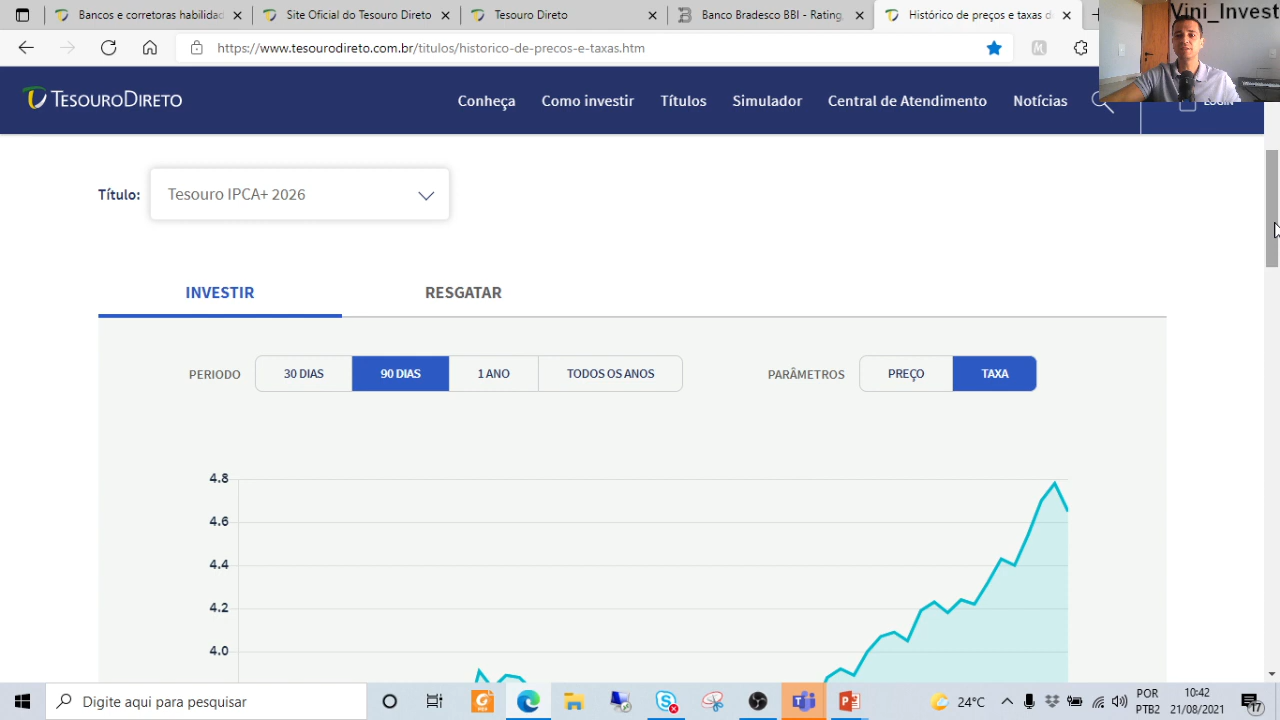 Bancos e corretoras habilidad
Site Oficial do Tesouro Direto
Tesouro Direto
Banco Bradesco BBI - Rating
Histórico de preços e taxas d
Vini_Invest
https://www.tesourodireto.com.br/titulos/historico-de-precos-e-taxas.htm
TESOURODIRETO
Conheça
Como investir
Títulos
Simulador
Central de Atendimento
Notícias
LOGIN
Título:
Tesouro IPCA+ 2026
INVESTIR
RESGATAR
PERIODO
30 DIAS
90 DIAS
1 ANO
TODOS OS ANOS
PARÂMETROS
PREÇO
TAXA
4.8
4.6
4.4
4.2
4.0
Digite aqui para pesquisar
24°C
POR
PTB2
10:42
21/08/2021
17